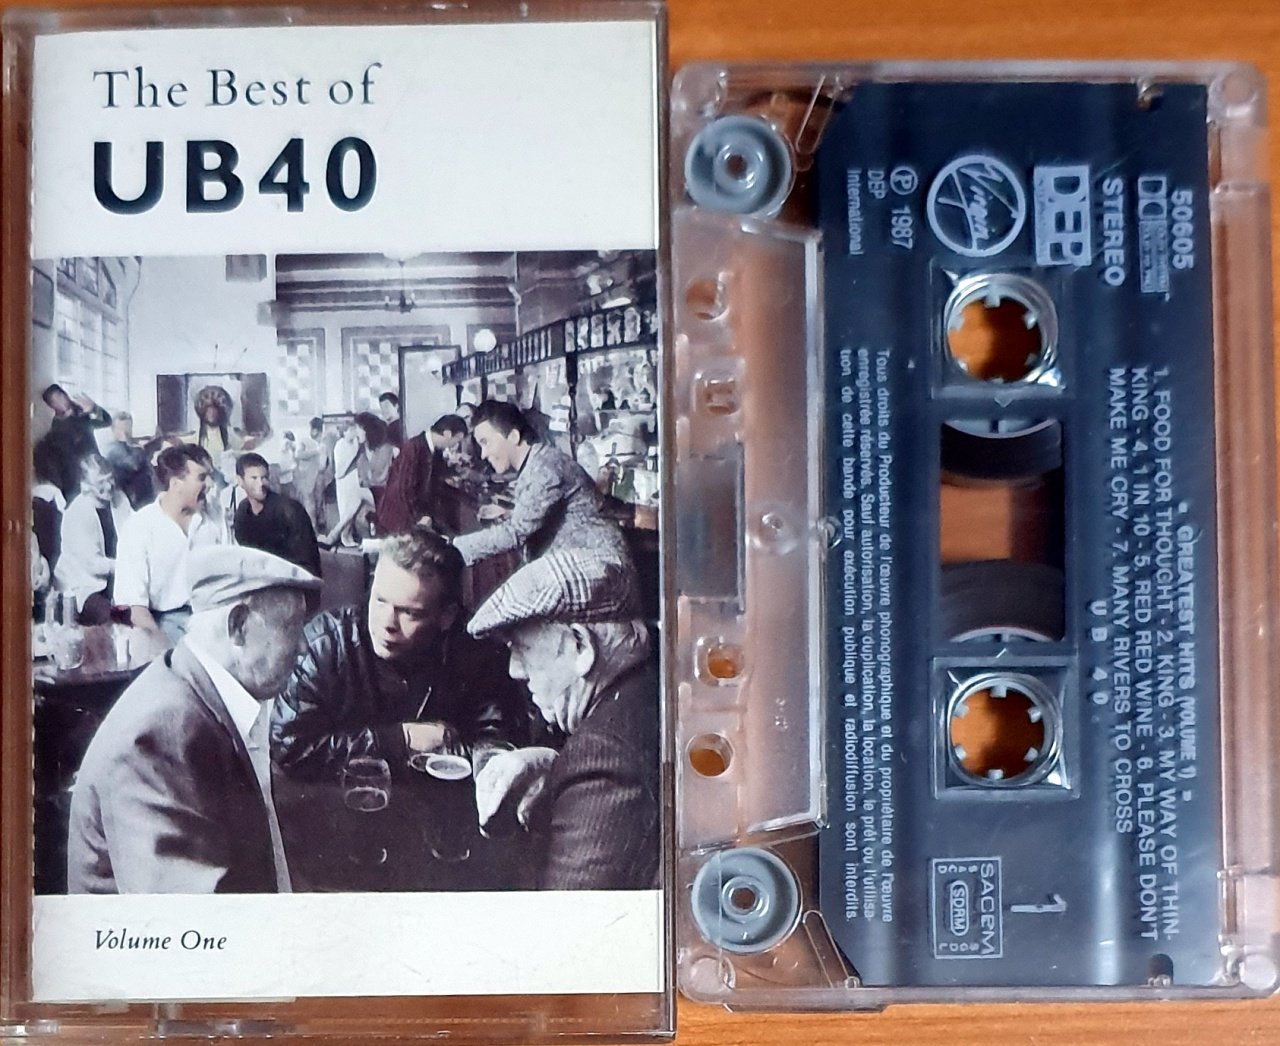 The Best of
UB40
Volume One
50605
STEREO
DEP
Virgin
℗ 1987
DEP
International
" GREATEST HITS (VOLUME 1) "
1. FOOD FOR THOUGHT - 2. KING - 3. MY WAY OF THIN-
KING - 4. 1 IN 10 - 5. RED RED WINE - 6. PLEASE DON'T
MAKE ME CRY - 7. MANY RIVERS TO CROSS
UB 40
1
SACEM
SACD
SDRM
SGDL
Tous droits du Producteur de l'œuvre phonographique et du propriétaire de l'œuvre
enregistrée réservés. Sauf autorisation, la duplication, la location, le prêt ou l'utilisa-
tion de cette bande pour exécution publique et radiodiffusion sont interdits.